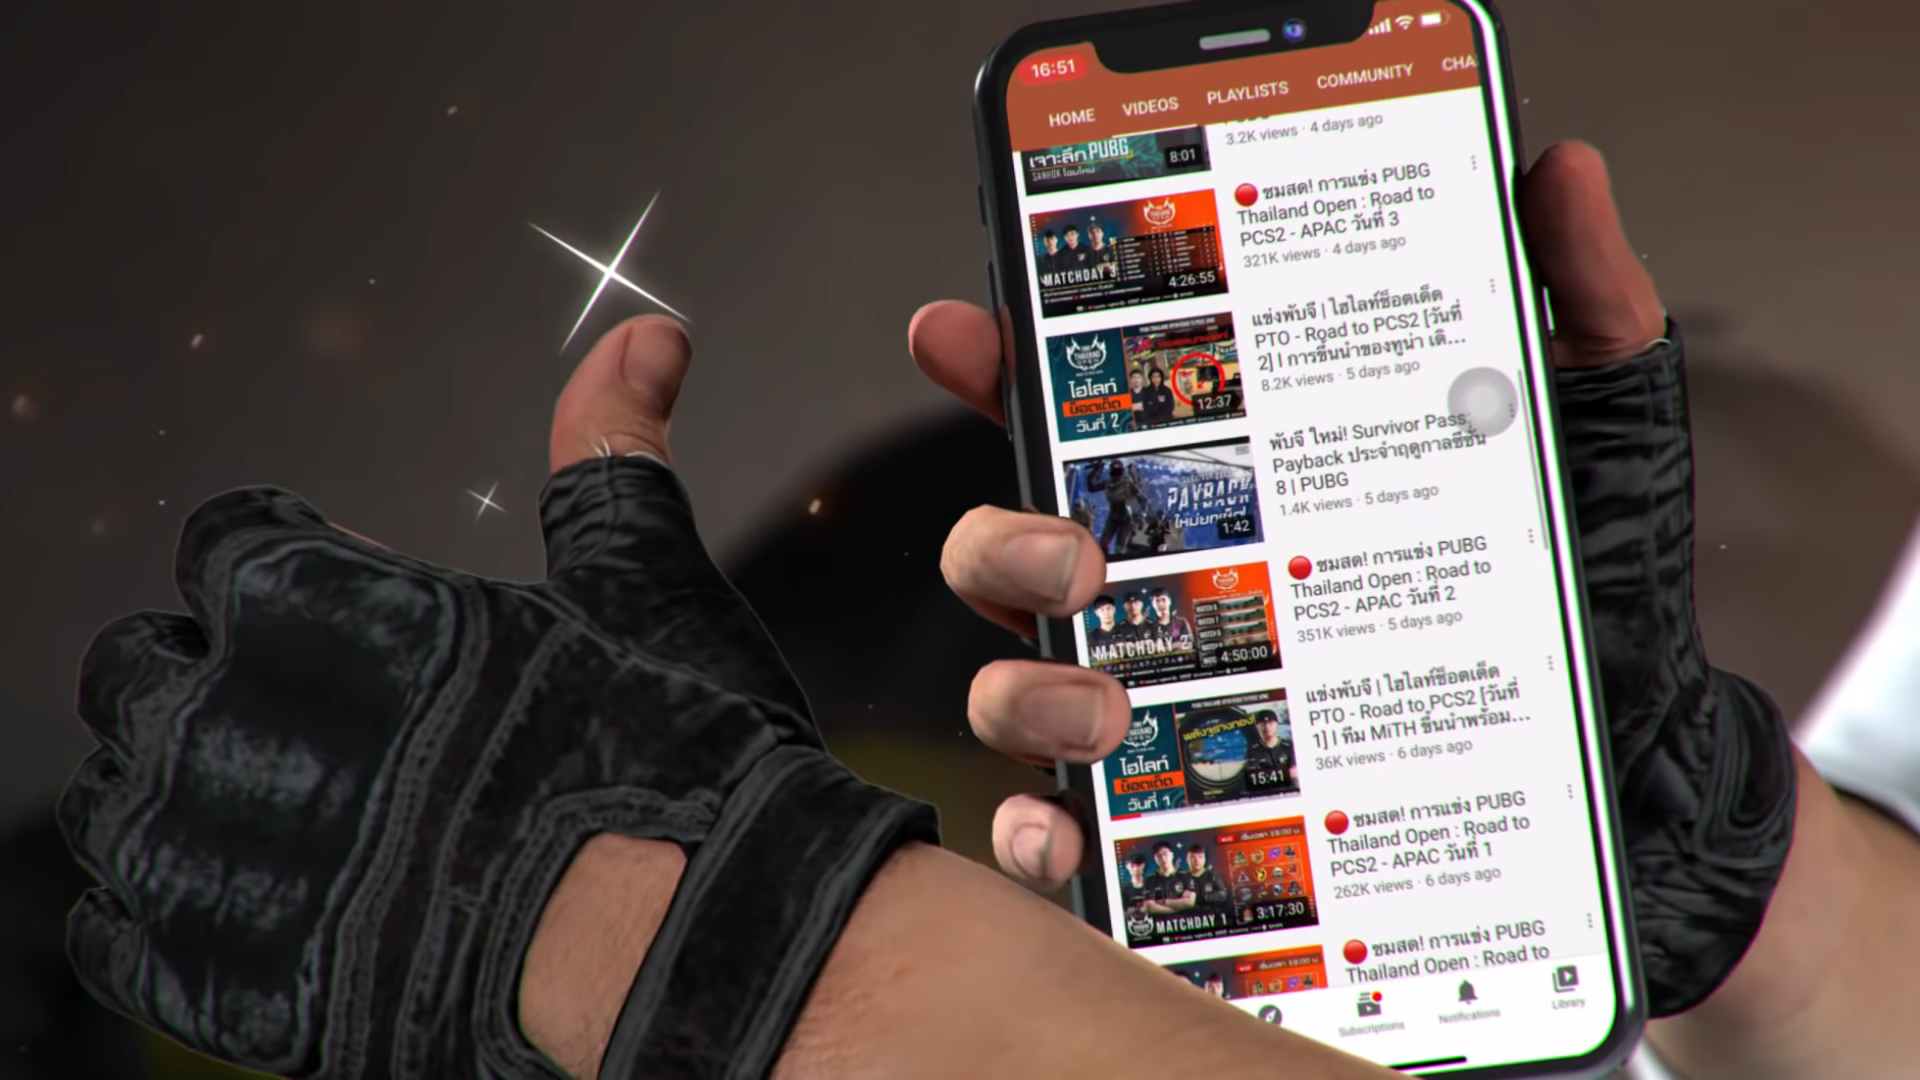 16:51
HOME VIDEOS PLAYLISTS COMMUNITY CHA
3.2K views · 4 days ago
เจาะลึก PUBG
SANHOK โฉมใหม่
8:01
🔴 ชมสด! การแข่ง PUBG
Thailand Open : Road to
PCS2 - APAC วันที่ 3
321K views · 4 days ago
MATCHDAY 3
4:26:55
แข่งพับจี | ไฮไลท์ช็อตเด็ด
PTO - Road to PCS2 [วันที่
2] | การขึ้นนำของทูน่า เดิ...
8.2K views · 5 days ago
THAILAND
OPEN
ไฮไลท์
ช็อตเด็ด
วันที่ 2
12:37
พับจี ใหม่! Survivor Pass:
Payback ประจำฤดูกาลซีซั่น
8 | PUBG
1.4K views · 5 days ago
PAYBACK
1:42
🔴 ชมสด! การแข่ง PUBG
Thailand Open : Road to
PCS2 - APAC วันที่ 2
351K views · 5 days ago
MATCHDAY 2
4:50:00
แข่งพับจี | ไฮไลท์ช็อตเด็ด
PTO - Road to PCS2 [วันที่
1] | ทีม MiTH ขึ้นนำพร้อม...
36K views · 6 days ago
ไฮไลท์
ช็อตเด็ด
วันที่ 1
15:41
🔴 ชมสด! การแข่ง PUBG
Thailand Open : Road to
PCS2 - APAC วันที่ 1
262K views · 6 days ago
MATCHDAY 1
3:17:30
🔴 ชมสด! การแข่ง PUBG
Thailand Open : Road to
Subscriptions Notifications Library